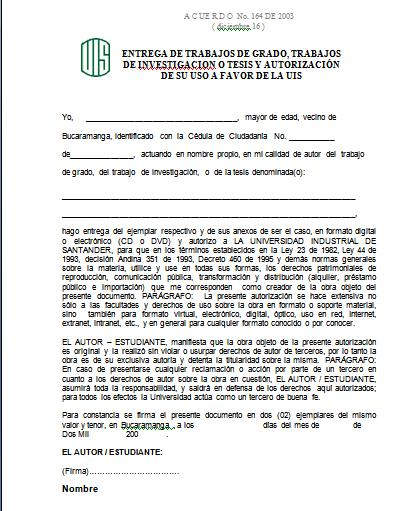 ACUERDO No. 164 DE 2003
( diciembre 16 )
UIS
ENTREGA DE TRABAJOS DE GRADO, TRABAJOS
DE INVESTIGACION O TESIS Y AUTORIZACIÓN
DE SU USO A FAVOR DE LA UIS
Yo, ________________________________, mayor de edad, vecino de
Bucaramanga, identificado con la Cédula de Ciudadanía No. __________
de______________, actuando en nombre propio, en mi calidad de autor del trabajo
de grado, del trabajo de investigación, o de la tesis denominada(o):
________________________________________________________________
________________________________________________________________,
hago entrega del ejemplar respectivo y de sus anexos de ser el caso, en formato digital
o electrónico (CD o DVD) y autorizo a LA UNIVERSIDAD INDUSTRIAL DE
SANTANDER, para que en los términos establecidos en la Ley 23 de 1982, Ley 44 de
1993, decisión Andina 351 de 1993, Decreto 460 de 1995 y demás normas generales
sobre la materia, utilice y use en todas sus formas, los derechos patrimoniales de
reproducción, comunicación pública, transformación y distribución (alquiler, préstamo
público e importación) que me corresponden como creador de la obra objeto del
presente documento. PARÁGRAFO: La presente autorización se hace extensiva no
sólo a las facultades y derechos de uso sobre la obra en formato o soporte material,
sino también para formato virtual, electrónico, digital, óptico, uso en red, internet,
extranet, intranet, etc., y en general para cualquier formato conocido o por conocer.
EL AUTOR – ESTUDIANTE, manifiesta que la obra objeto de la presente autorización
es original y la realizó sin violar o usurpar derechos de autor de terceros, por lo tanto la
obra es de su exclusiva autoría y detenta la titularidad sobre la misma. PARÁGRAFO:
En caso de presentarse cualquier reclamación o acción por parte de un tercero en
cuanto a los derechos de autor sobre la obra en cuestión, EL AUTOR / ESTUDIANTE,
asumirá toda la responsabilidad, y saldrá en defensa de los derechos aquí autorizados;
para todos los efectos la Universidad actúa como un tercero de buena fe.
Para constancia se firma el presente documento en dos (02) ejemplares del mismo
valor y tenor, en Bucaramanga, a los días del mes de de
Dos Mil 200 .
EL AUTOR / ESTUDIANTE:
(Firma)……………………………
Nombre